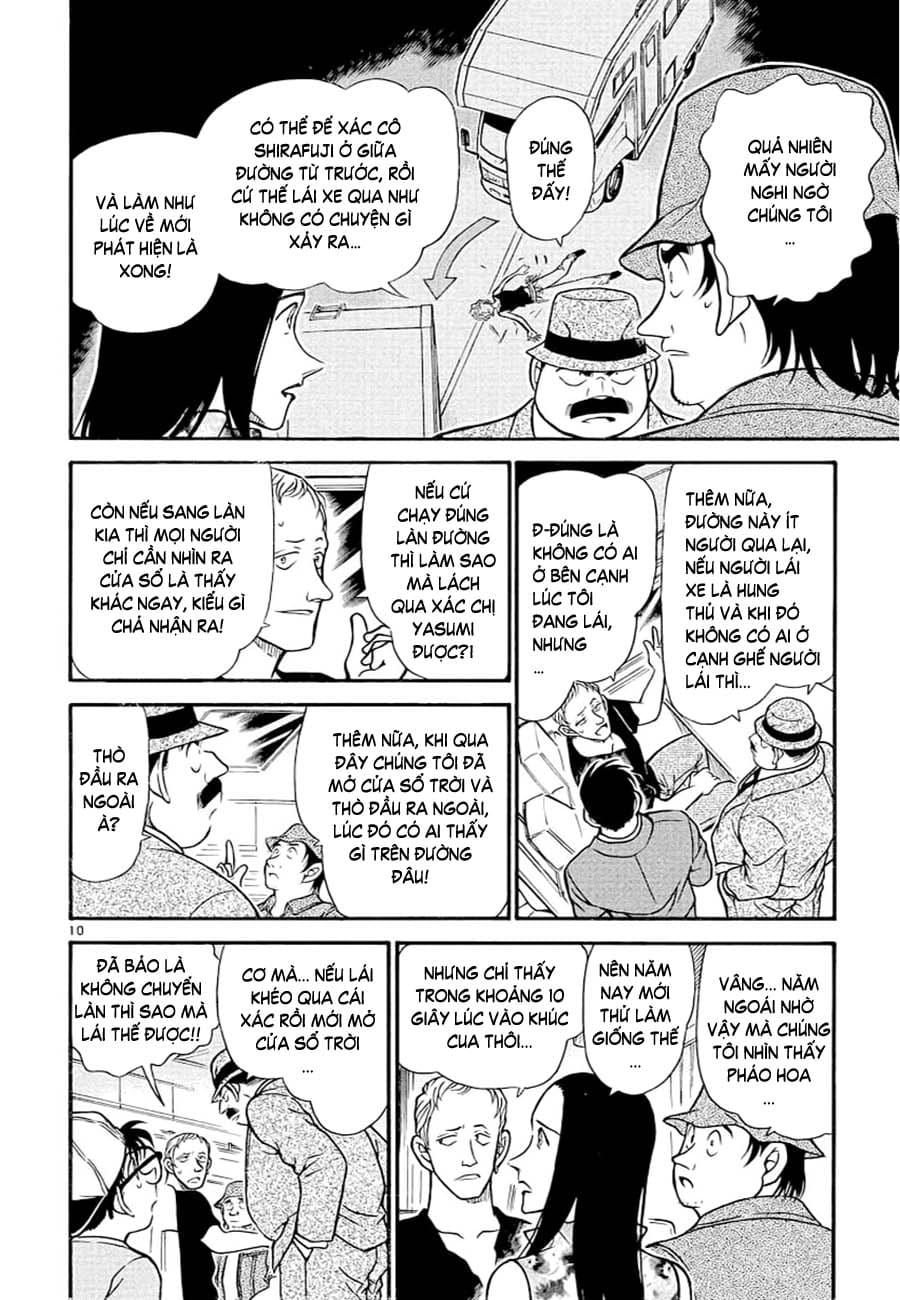 QUẢ NHIÊN
MẤY NGƯỜI
NGHI NGỜ
CHÚNG TÔI
...
ĐÚNG
THẾ
ĐẤY!
CÓ THỂ ĐỂ XÁC CÔ
SHIRAFUJI Ở GIỮA
ĐƯỜNG TỪ TRƯỚC, RỒI
CỨ THẾ LÁI XE QUA NHƯ
KHÔNG CÓ CHUYỆN GÌ
XẢY RA...
VÀ LÀM NHƯ
LÚC VỀ MỚI
PHÁT HIỆN LÀ
XONG!
THÊM NỮA,
ĐƯỜNG NÀY ÍT
NGƯỜI QUA LẠI,
NẾU NGƯỜI LÁI
XE LÀ HUNG
THỦ VÀ KHI ĐÓ
KHÔNG CÓ AI Ở
CẠNH GHẾ NGƯỜI
LÁI THÌ...
Đ-ĐÚNG LÀ
KHÔNG CÓ AI
Ở BÊN CẠNH
LÚC TÔI
ĐANG LÁI,
NHƯNG
...
NẾU CỨ
CHẠY ĐÚNG
LÀN ĐƯỜNG
THÌ LÀM SAO
MÀ LÁCH
QUA XÁC CHỊ
YASUMI
ĐƯỢC?!
CÒN NẾU SANG LÀN
KIA THÌ MỌI NGƯỜI
CHỈ CẦN NHÌN RA
CỬA SỔ LÀ THẤY
KHÁC NGAY, KIỂU GÌ
CHẢ NHẬN RA!
THÊM NỮA, KHI QUA
ĐÂY CHÚNG TÔI ĐÃ
MỞ CỬA SỔ TRỜI VÀ
THÒ ĐẦU RA NGOÀI,
LÚC ĐÓ CÓ AI THẤY
GÌ TRÊN ĐƯỜNG
ĐÂU!
THÒ
ĐẦU RA
NGOÀI
À?
10
VÂNG... NĂM
NGOÁI NHỜ
VẬY MÀ CHÚNG
TÔI NHÌN THẤY
PHÁO HOA
...
NÊN NĂM
NAY MỚI
THỬ LÀM
GIỐNG THẾ
...
NHƯNG CHỈ THẤY
TRONG KHOẢNG 10
GIÂY LÚC VÀO KHÚC
CUA THÔI...
CƠ MÀ... NẾU LÁI
KHÉO QUA CÁI
XÁC RỒI MỚI MỞ
CỬA SỔ TRỜI
...
ĐÃ BẢO LÀ
KHÔNG CHUYỂN
LÀN THÌ SAO MÀ
LÁI THẾ ĐƯỢC!!